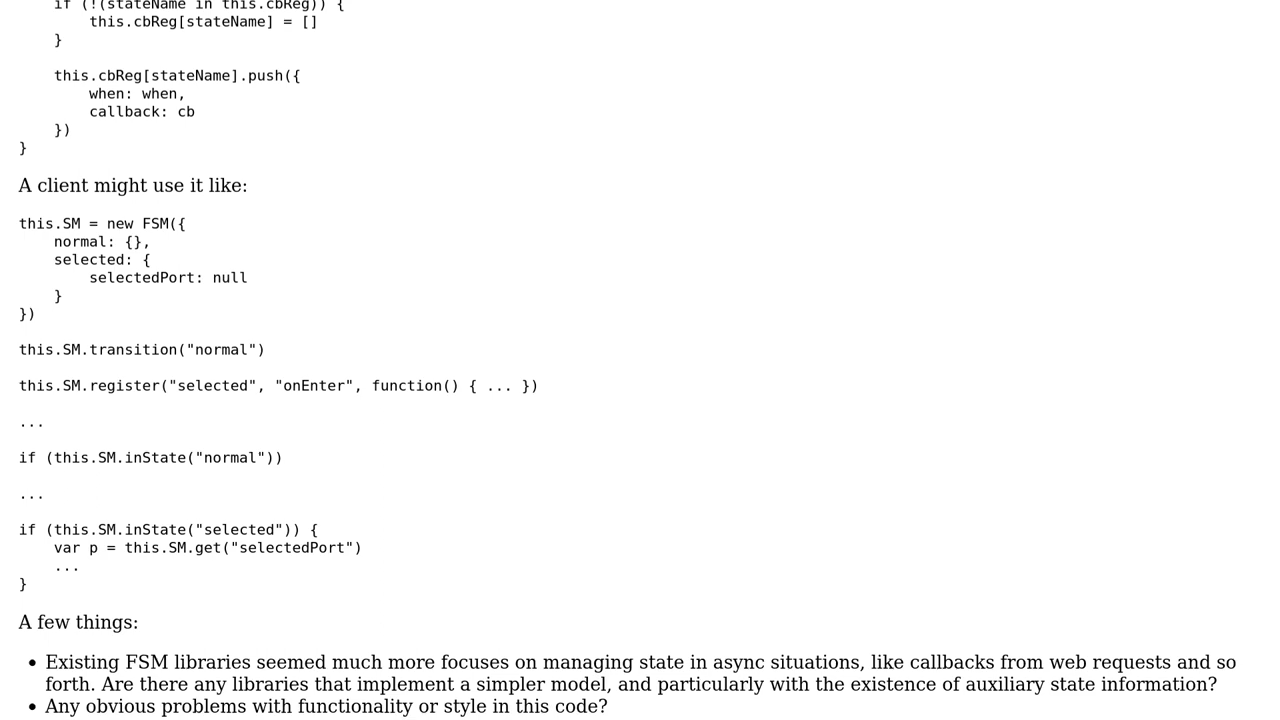 if (!(stateName in this.cbReg)) {
this.cbReg[stateName] = []
}
this.cbReg[stateName].push({
when: when,
callback: cb
})
}
A client might use it like:
this.SM = new FSM({
normal: {},
selected: {
selectedPort: null
}
})
this.SM.transition("normal")
this.SM.register("selected", "onEnter", function() { ... })
...
if (this.SM.inState("normal"))
...
if (this.SM.inState("selected")) {
var p = this.SM.get("selectedPort")
...
}
A few things:
• Existing FSM libraries seemed much more focuses on managing state in async situations, like callbacks from web requests and so
forth. Are there any libraries that implement a simpler model, and particularly with the existence of auxiliary state information?
• Any obvious problems with functionality or style in this code?